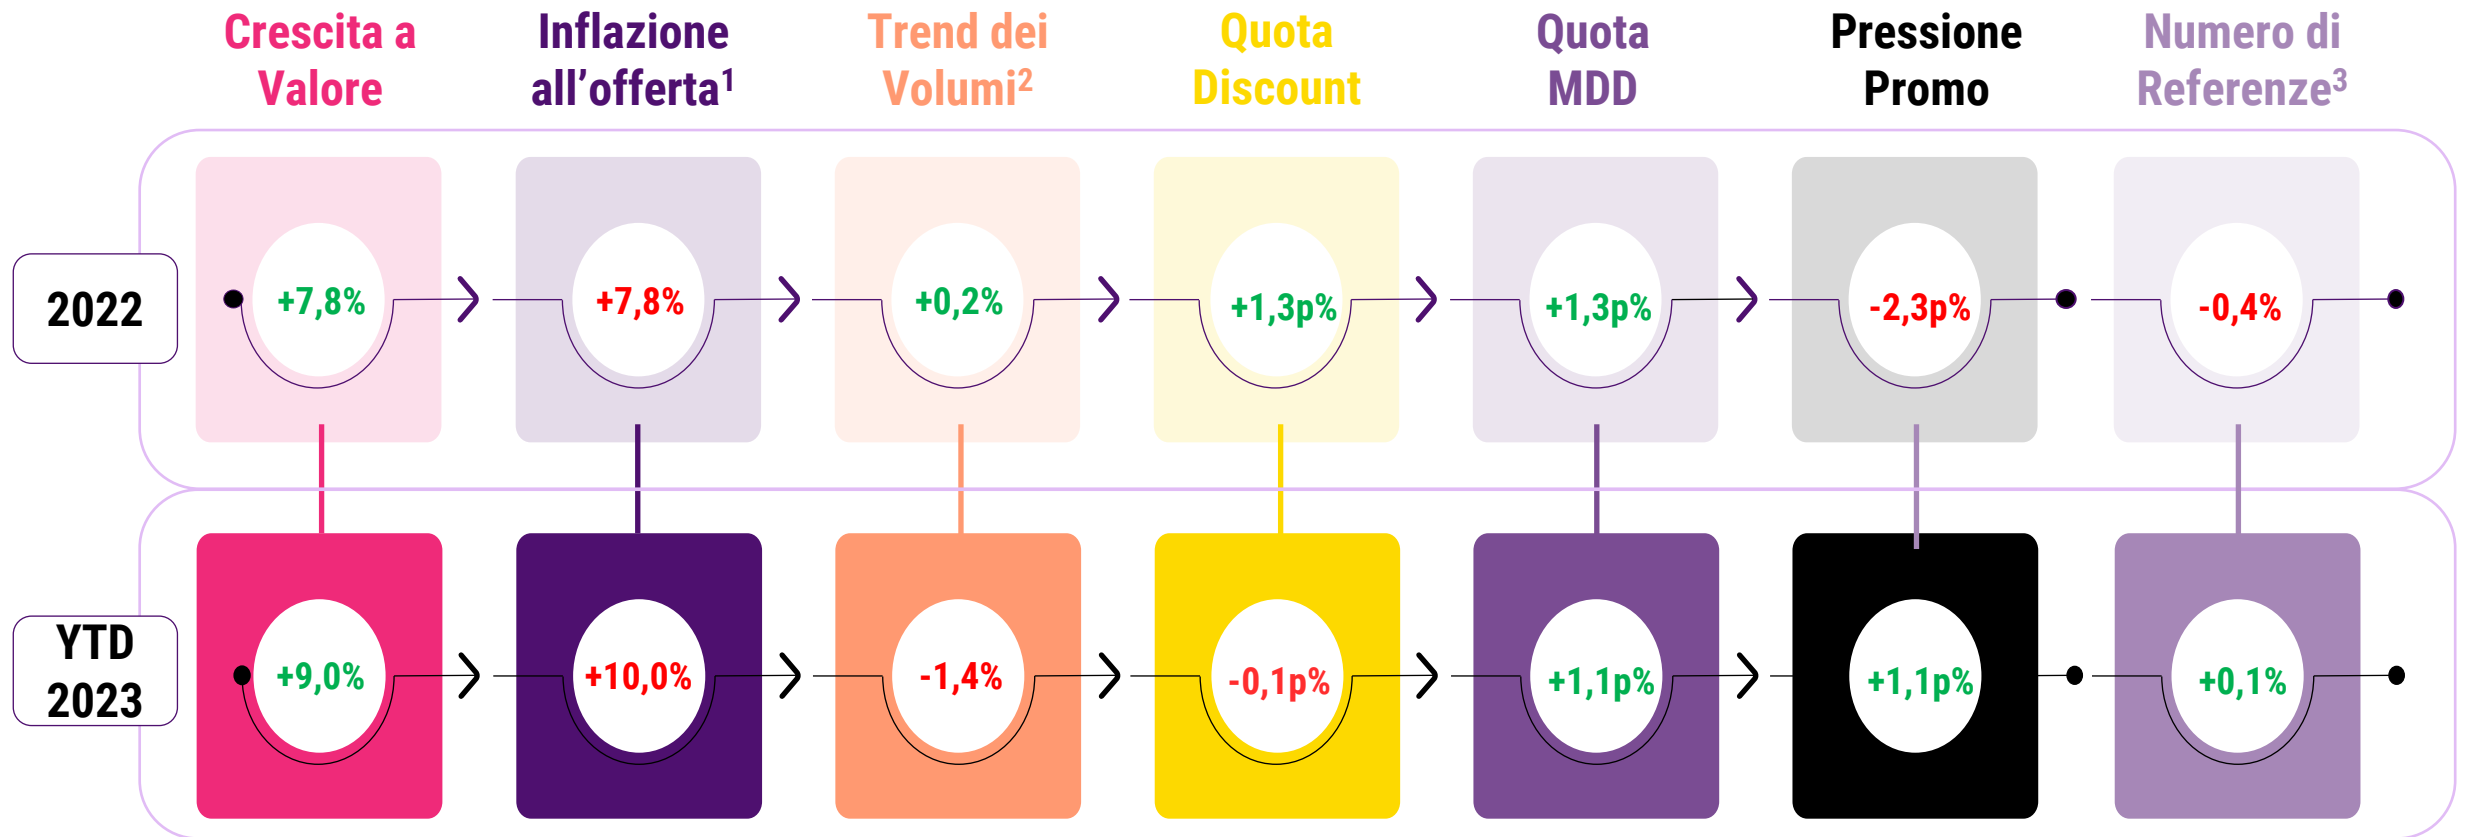 Crescita a
Valore
Inflazione
all’offerta¹
Trend dei
Volumi²
Quota
Discount
Quota
MDD
Pressione
Promo
Numero di
Referenze³
2022
+7,8%
+7,8%
+0,2%
+1,3p%
+1,3p%
-2,3p%
-0,4%
YTD
2023
+9,0%
+10,0%
-1,4%
-0,1p%
+1,1p%
+1,1p%
+0,1%